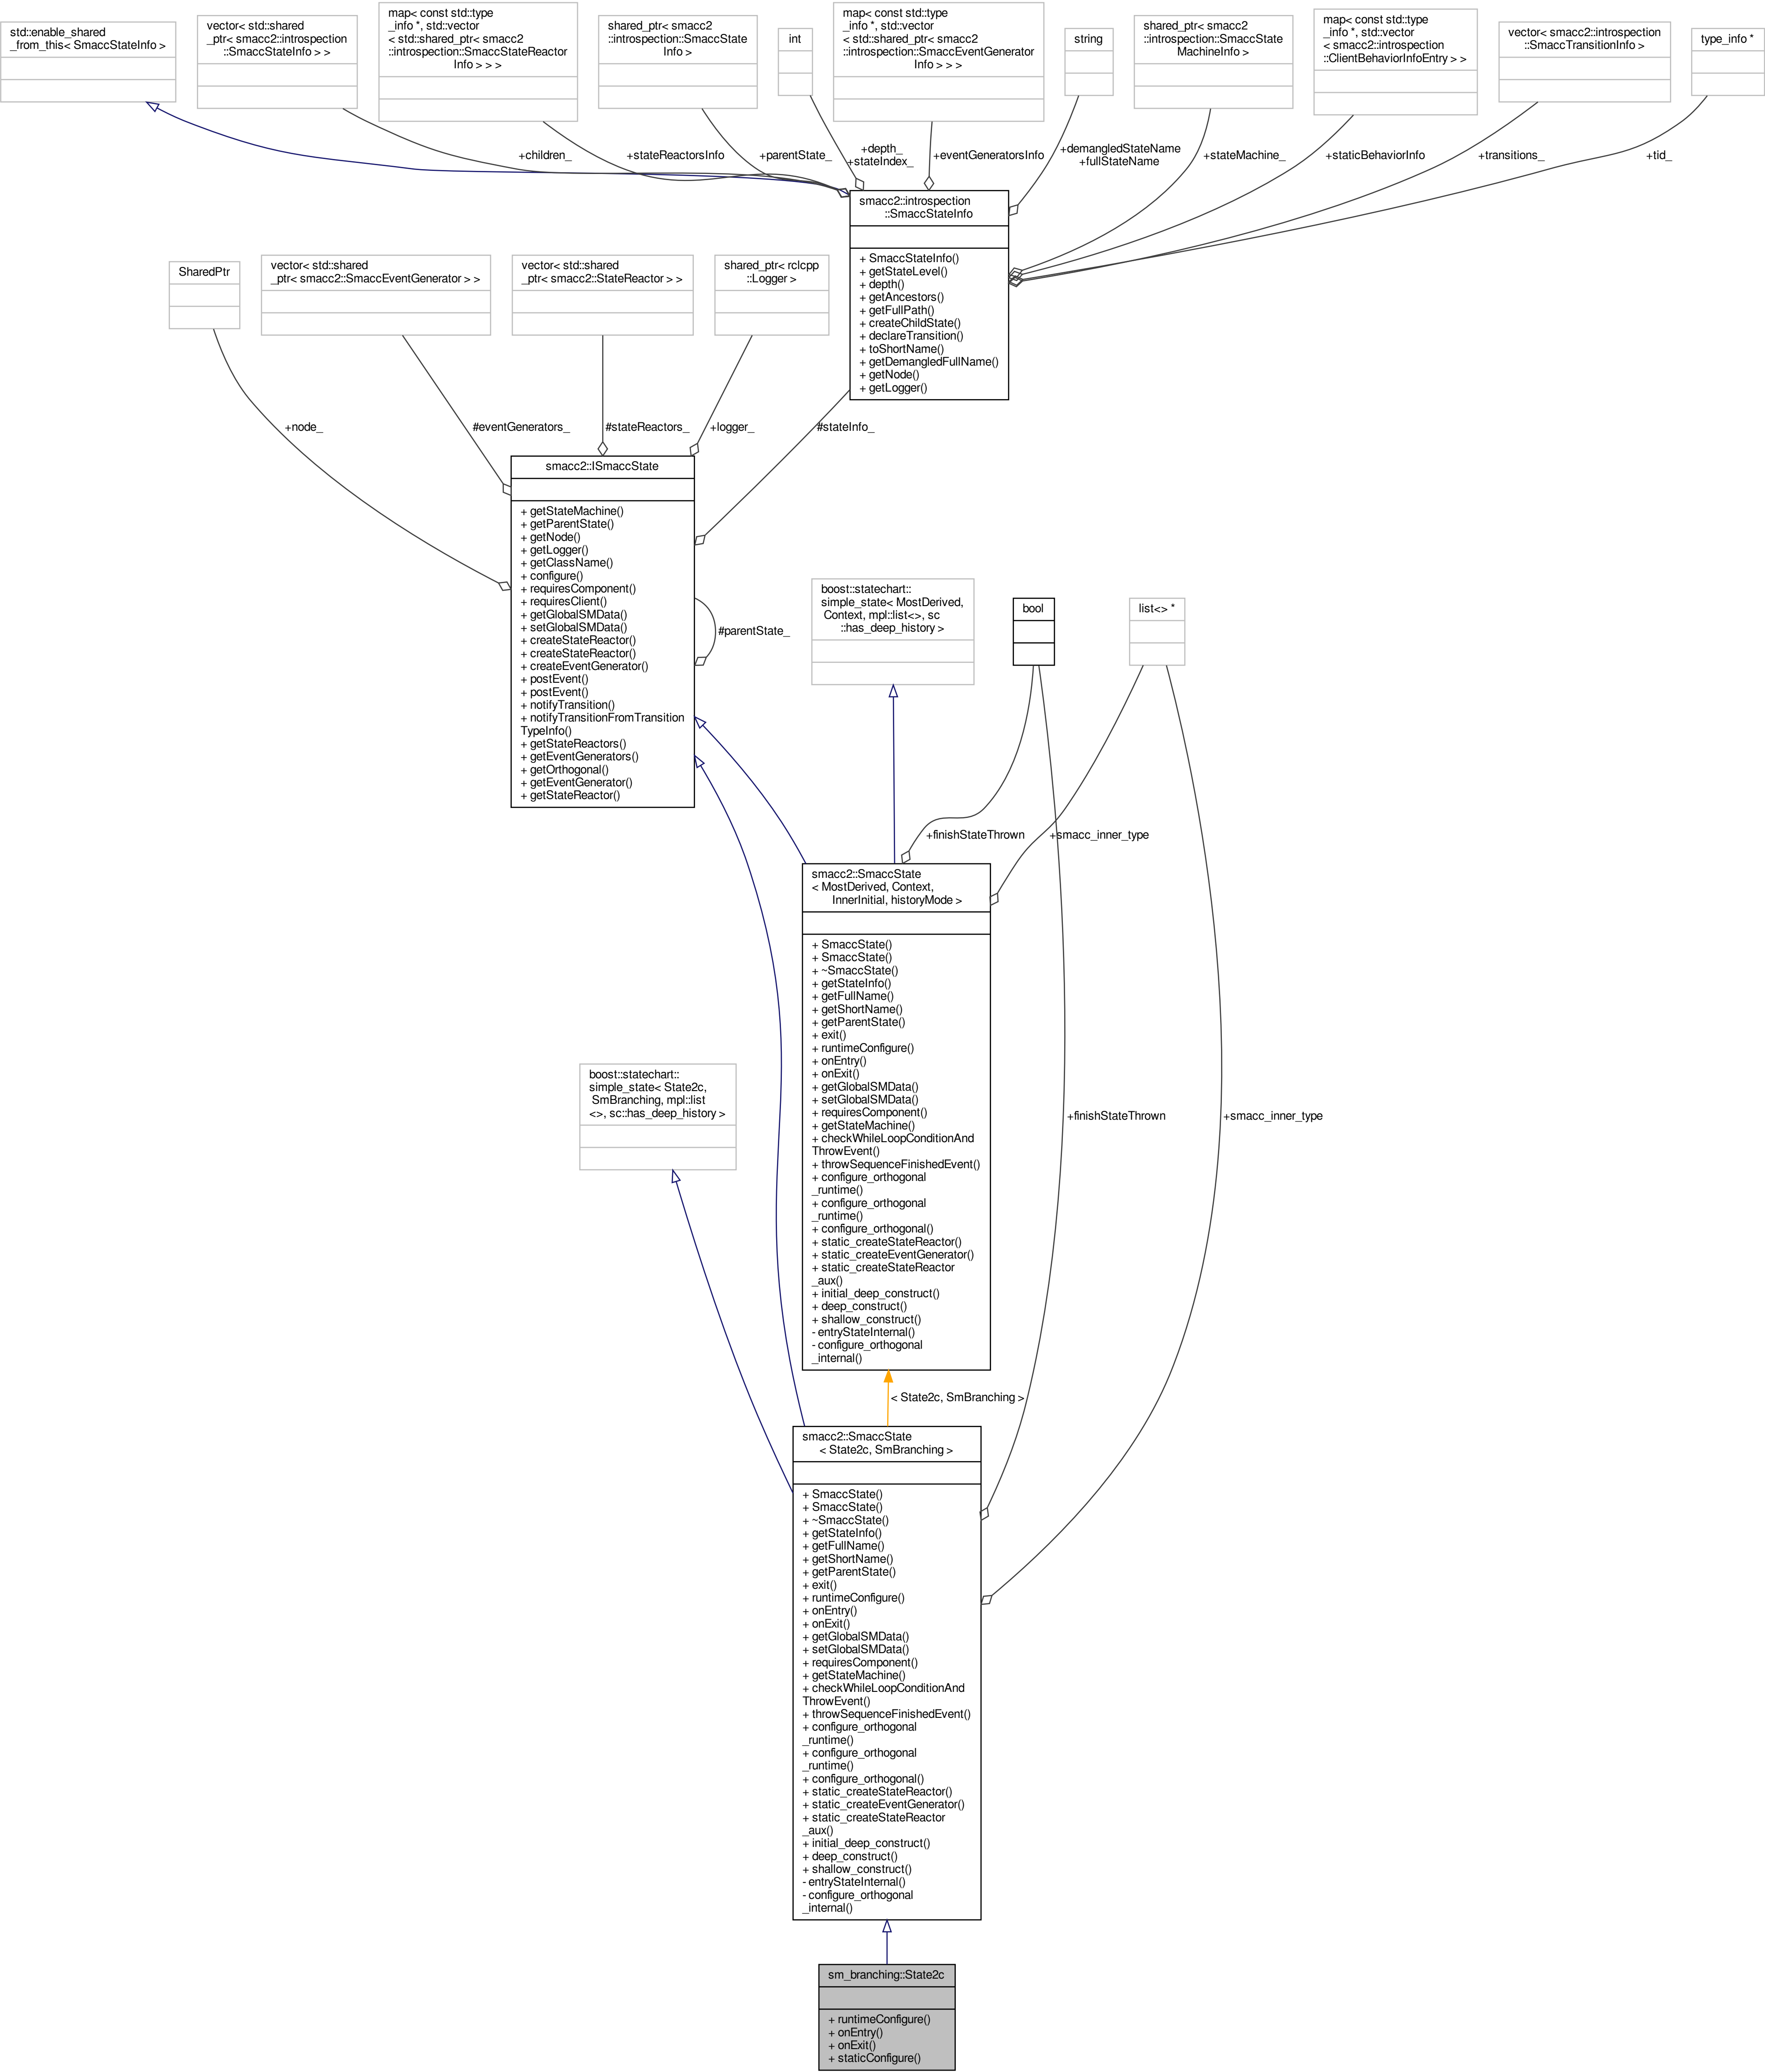 std::enable_shared
_from_this< SmaccStateInfo >
vector< std::shared
_ptr< smacc2::introspection
::SmaccStateInfo > >
map< const std::type
_info *, std::vector
< std::shared_ptr< smacc2
::introspection::SmaccStateReactor
Info > > >
shared_ptr< smacc2
::introspection::SmaccState
Info >
int
map< const std::type
_info *, std::vector
< std::shared_ptr< smacc2
::introspection::SmaccEventGenerator
Info > > >
string
shared_ptr< smacc2
::introspection::SmaccState
MachineInfo >
map< const std::type
_info *, std::vector
< smacc2::introspection
::ClientBehaviorInfoEntry > >
vector< smacc2::introspection
::SmaccTransitionInfo >
type_info *
+children_
+stateReactorsInfo
+parentState_
+depth_
+stateIndex_
+eventGeneratorsInfo
+demangledStateName
+fullStateName
+stateMachine_
+staticBehaviorInfo
+transitions_
+tid_
smacc2::introspection
::SmaccStateInfo
+ SmaccStateInfo()
+ getStateLevel()
+ depth()
+ getAncestors()
+ getFullPath()
+ createChildState()
+ declareTransition()
+ toShortName()
+ getDemangledFullName()
+ getNode()
+ getLogger()
SharedPtr
vector< std::shared
_ptr< smacc2::SmaccEventGenerator > >
vector< std::shared
_ptr< smacc2::StateReactor > >
shared_ptr< rclcpp
::Logger >
+node_
#eventGenerators_
#stateReactors_
+logger_
#stateInfo_
smacc2::ISmaccState
+ getStateMachine()
+ getParentState()
+ getNode()
+ getLogger()
+ getClassName()
+ configure()
+ requiresComponent()
+ requiresClient()
+ getGlobalSMData()
+ setGlobalSMData()
+ createStateReactor()
+ createStateReactor()
+ createEventGenerator()
+ postEvent()
+ postEvent()
+ notifyTransition()
+ notifyTransitionFromTransition
TypeInfo()
+ getStateReactors()
+ getEventGenerators()
+ getOrthogonal()
+ getEventGenerator()
+ getStateReactor()
#parentState_
boost::statechart::
simple_state< MostDerived,
Context, mpl::list<>, sc
::has_deep_history >
bool
list<> *
+finishStateThrown
+smacc_inner_type
smacc2::SmaccState
< MostDerived, Context,
InnerInitial, historyMode >
+ SmaccState()
+ SmaccState()
+ ~SmaccState()
+ getStateInfo()
+ getFullName()
+ getShortName()
+ getParentState()
+ exit()
+ runtimeConfigure()
+ onEntry()
+ onExit()
+ getGlobalSMData()
+ setGlobalSMData()
+ requiresComponent()
+ getStateMachine()
+ checkWhileLoopConditionAnd
ThrowEvent()
+ throwSequenceFinishedEvent()
+ configure_orthogonal
_runtime()
+ configure_orthogonal
_runtime()
+ configure_orthogonal()
+ static_createStateReactor()
+ static_createEventGenerator()
+ static_createStateReactor
_aux()
+ initial_deep_construct()
+ deep_construct()
+ shallow_construct()
- entryStateInternal()
- configure_orthogonal
_internal()
boost::statechart::
simple_state< State2c,
SmBranching, mpl::list
<>, sc::has_deep_history >
+finishStateThrown
+smacc_inner_type
< State2c, SmBranching >
smacc2::SmaccState
< State2c, SmBranching >
+ SmaccState()
+ SmaccState()
+ ~SmaccState()
+ getStateInfo()
+ getFullName()
+ getShortName()
+ getParentState()
+ exit()
+ runtimeConfigure()
+ onEntry()
+ onExit()
+ getGlobalSMData()
+ setGlobalSMData()
+ requiresComponent()
+ getStateMachine()
+ checkWhileLoopConditionAnd
ThrowEvent()
+ throwSequenceFinishedEvent()
+ configure_orthogonal
_runtime()
+ configure_orthogonal
_runtime()
+ configure_orthogonal()
+ static_createStateReactor()
+ static_createEventGenerator()
+ static_createStateReactor
_aux()
+ initial_deep_construct()
+ deep_construct()
+ shallow_construct()
- entryStateInternal()
- configure_orthogonal
_internal()
sm_branching::State2c
+ runtimeConfigure()
+ onEntry()
+ onExit()
+ staticConfigure()